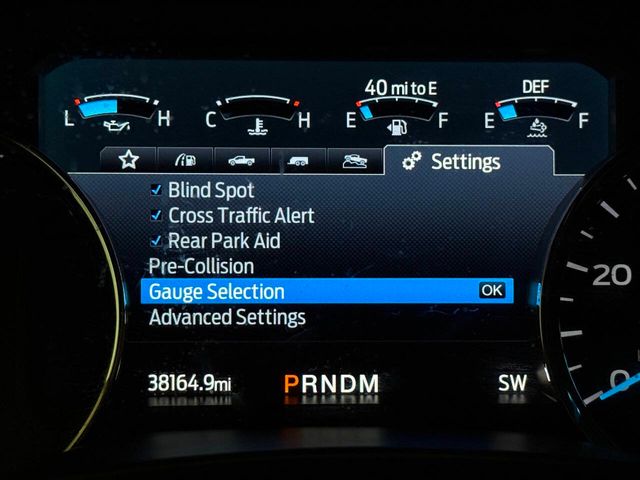 40 mi to E DEF
L H C H E F E F
Settings
Blind Spot
Cross Traffic Alert
Rear Park Aid
Pre-Collision
Gauge Selection OK
Advanced Settings
20
0
38164.9mi PRNDM SW